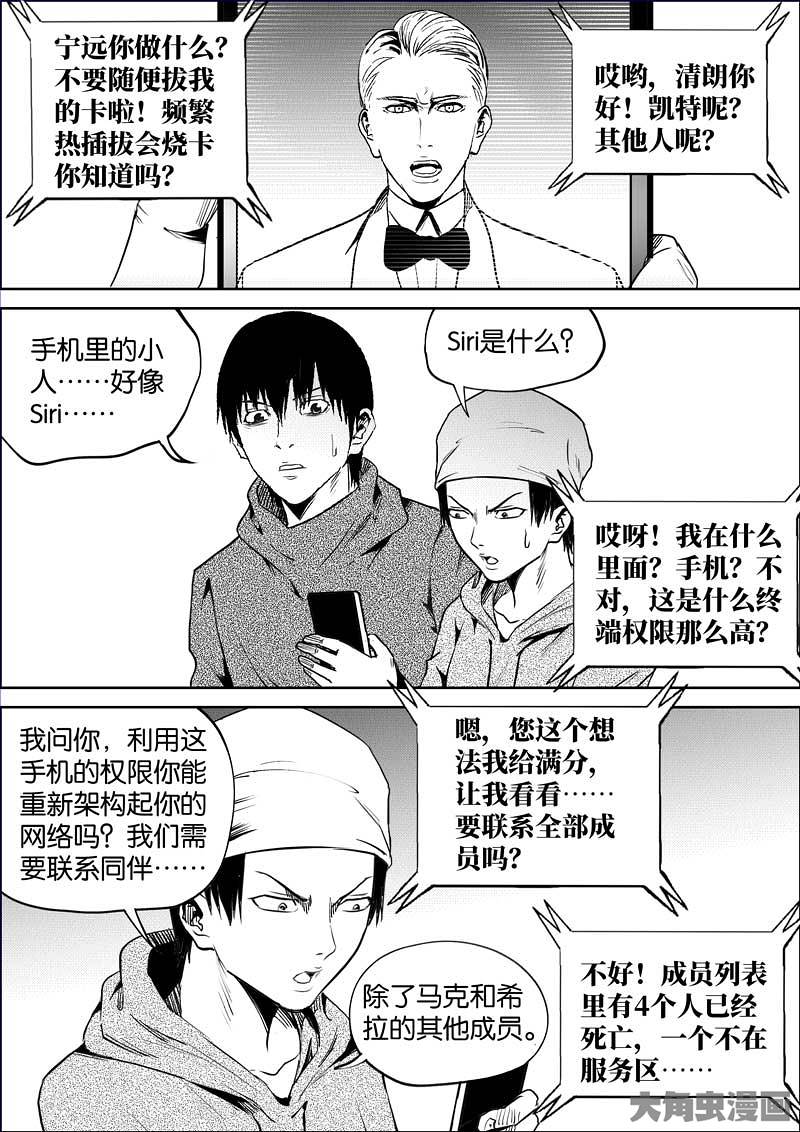 宁远你做什么？
不要随便拔我
的卡啦！频繁
热插拔会烧卡
你知道吗？
哎哟，清朗你
好！凯特呢？
其他人呢？
手机里的小
人……好像
Siri……
Siri是什么？
哎呀！我在什么
里面？手机？不
对，这是什么终
端权限那么高？
我问你，利用这
手机的权限你能
重新架构起你的
网络吗？我们需
要联系同伴……
嗯，您这个想
法我给满分，
让我看看……
要联系全部成
员吗？
除了马克和希
拉的其他成员。
不好！成员列表
里有4个人已经
死亡，一个不在
服务区……
大角虫漫画